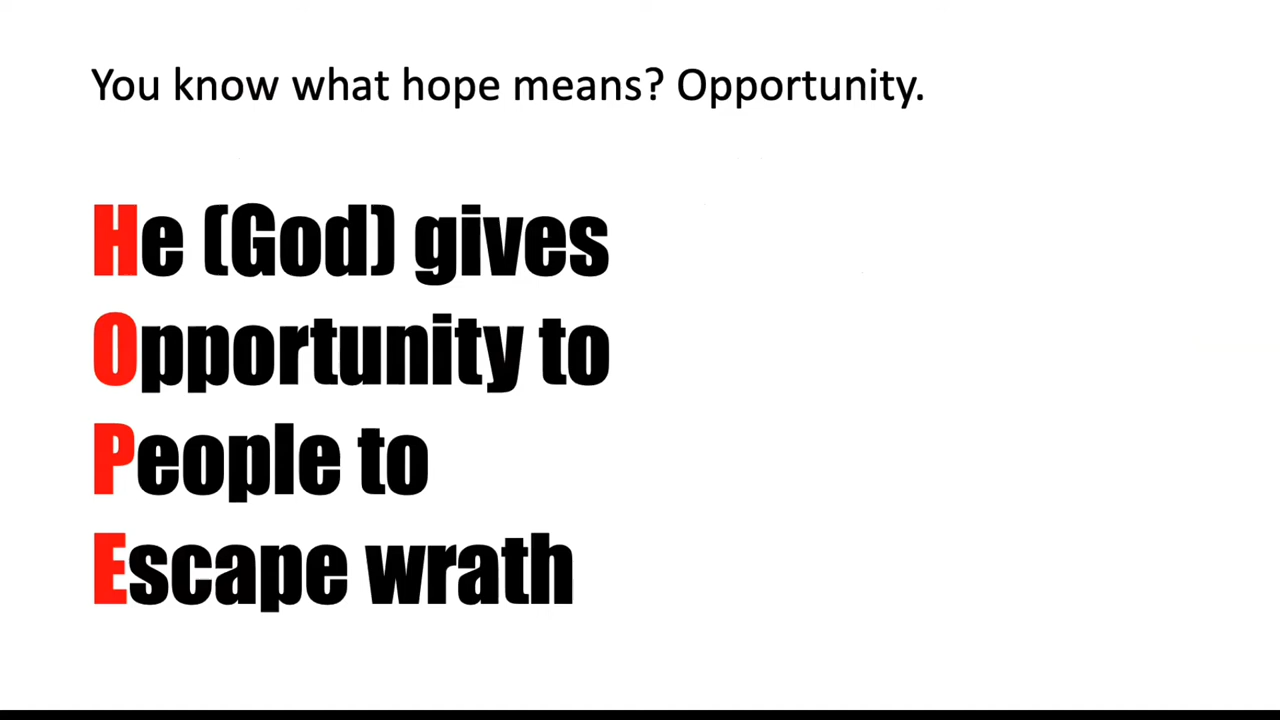 You know what hope means? Opportunity.
He (God) gives
Opportunity to
People to
Escape wrath